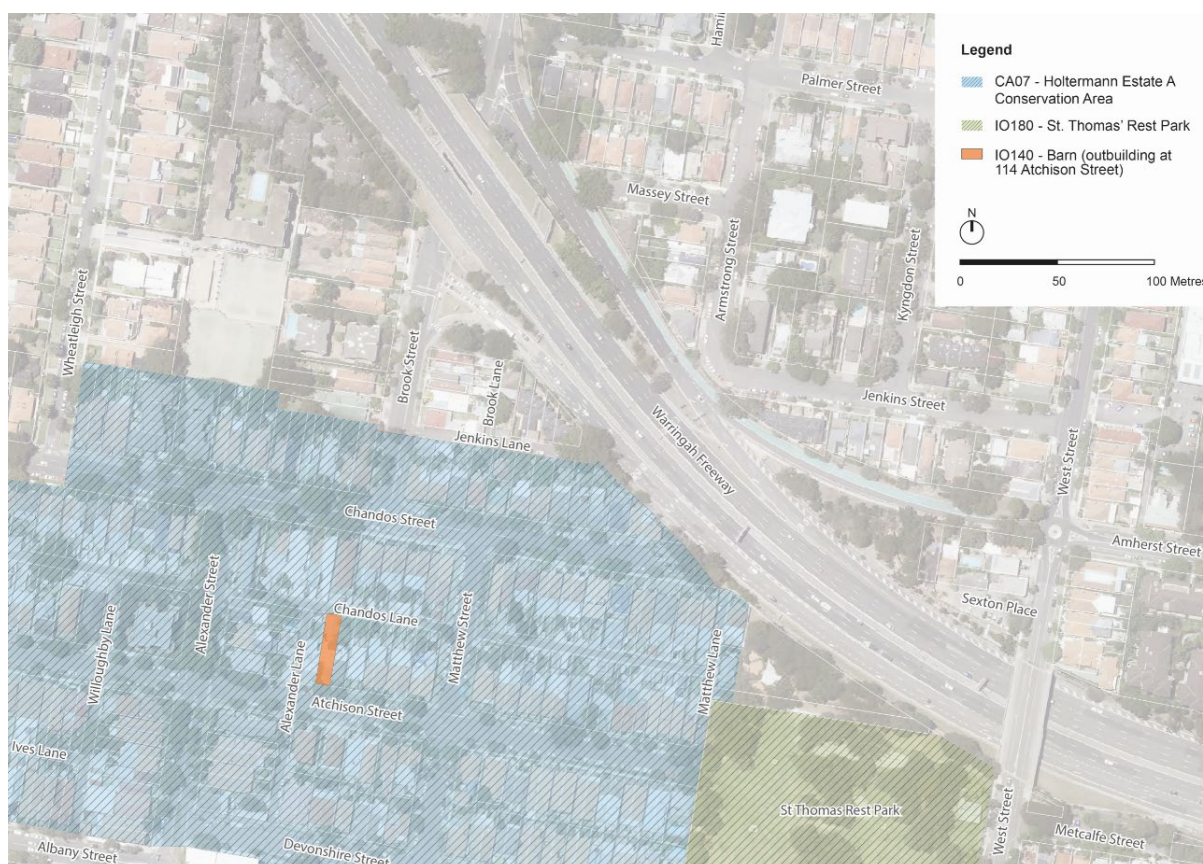 Legend
CA07 - Holtermann Estate A
Conservation Area
IO180 - St. Thomas' Rest Park
IO140 - Barn (outbuilding at
114 Atchison Street)
N
0 50 100 Metres
Palmer Street
Massey Street
Armstrong Street
Kyngdon Street
Wheatleigh Street
Brook Street
Brook Lane
Jenkins Street
Jenkins Lane
Warringah Freeway
West Street
Chandos Street
Amherst Street
Alexander Street
Sexton Place
Chandos Lane
Willoughby Lane
Matthew Street
Matthew Lane
Alexander Lane
Atchison Street
Ives Lane
St Thomas Rest Park
West Street
Metcalfe Street
Albany Street
Devonshire Street